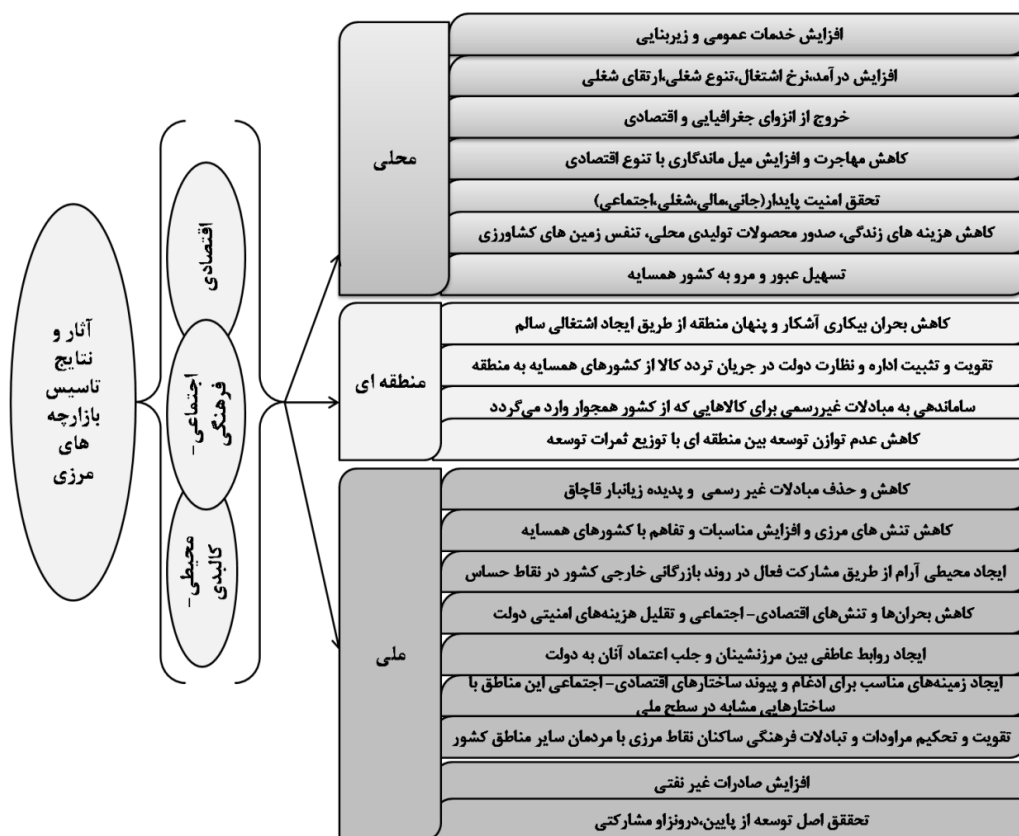 آثار و
نتایج
تاسیس
بازارچه
های
مرزی
اقتصادی
اجتماعی-
فرهنگی
محیطی-
کالبدی
محلی
افزایش خدمات عمومی و زیربنایی
افزایش درآمد،نرخ اشتغال،تنوع شغلی،ارتقای شغلی
خروج از انزوای جغرافیایی و اقتصادی
کاهش مهاجرت و افزایش میل ماندگاری با تنوع اقتصادی
تحقق امنیت پایدار(جانی،مالی،شغلی،اجتماعی)
کاهش هزینه های زندگی، صدور محصولات تولیدی محلی، تنفس زمین های کشاورزی
تسهیل عبور و مرو به کشور همسایه
منطقه ای
کاهش بحران بیکاری آشکار و پنهان منطقه از طریق ایجاد اشتغالی سالم
تقویت و تثبیت اداره و نظارت دولت در جریان تردد کالا از کشورهای همسایه به منطقه
ساماندهی به مبادلات غیررسمی برای کالاهایی که از کشور همجوار وارد می‌گردد
کاهش عدم توازن توسعه بین منطقه ای با توزیع ثمرات توسعه
ملی
کاهش و حذف مبادلات غیر رسمی و پدیده زیانبار قاچاق
کاهش تنش های مرزی و افزایش مناسبات و تفاهم با کشورهای همسایه
ایجاد محیطی آرام از طریق مشارکت فعال در روند بازرگانی خارجی کشور در نقاط حساس
کاهش بحران‌ها و تنش‌های اقتصادی- اجتماعی و تقلیل هزینه‌های امنیتی دولت
ایجاد روابط عاطفی بین مرزنشینان و جلب اعتماد آنان به دولت
ایجاد زمینه‌های مناسب برای ادغام و پیوند ساختارهای اقتصادی- اجتماعی این مناطق با
ساختارهایی مشابه در سطح ملی
تقویت و تحکیم مراودات و تبادلات فرهنگی ساکنان نقاط مرزی با مردمان سایر مناطق کشور
افزایش صادرات غیر نفتی
تحققق اصل توسعه از پایین،درونزاو مشارکتی